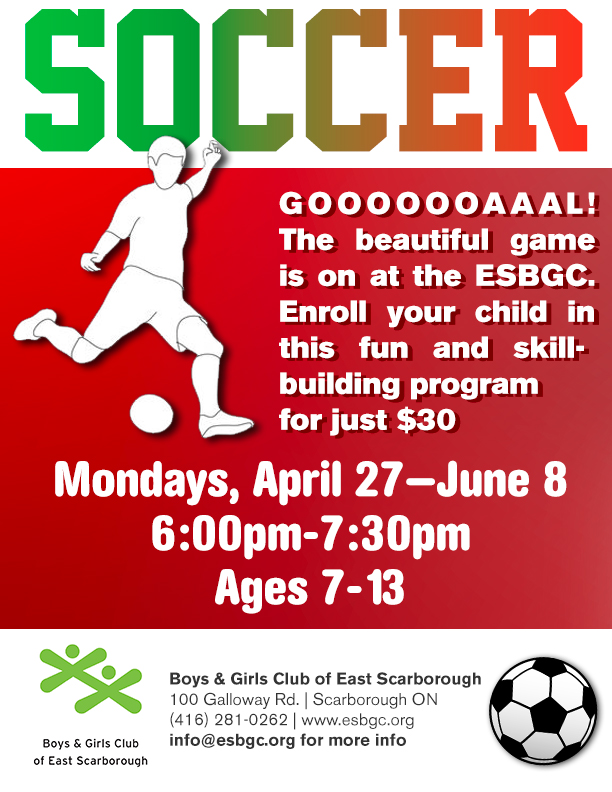 SOCCER
GOOOOOOOAAAL!
The beautiful game
is on at the ESBGC.
Enroll your child in
this fun and skill-
building program
for just $30
Mondays, April 27–June 8
6:00pm-7:30pm
Ages 7-13
Boys & Girls Club of East Scarborough
100 Galloway Rd. | Scarborough ON
(416) 281-0262 | www.esbgc.org
info@esbgc.org for more info
Boys & Girls Club
of East Scarborough